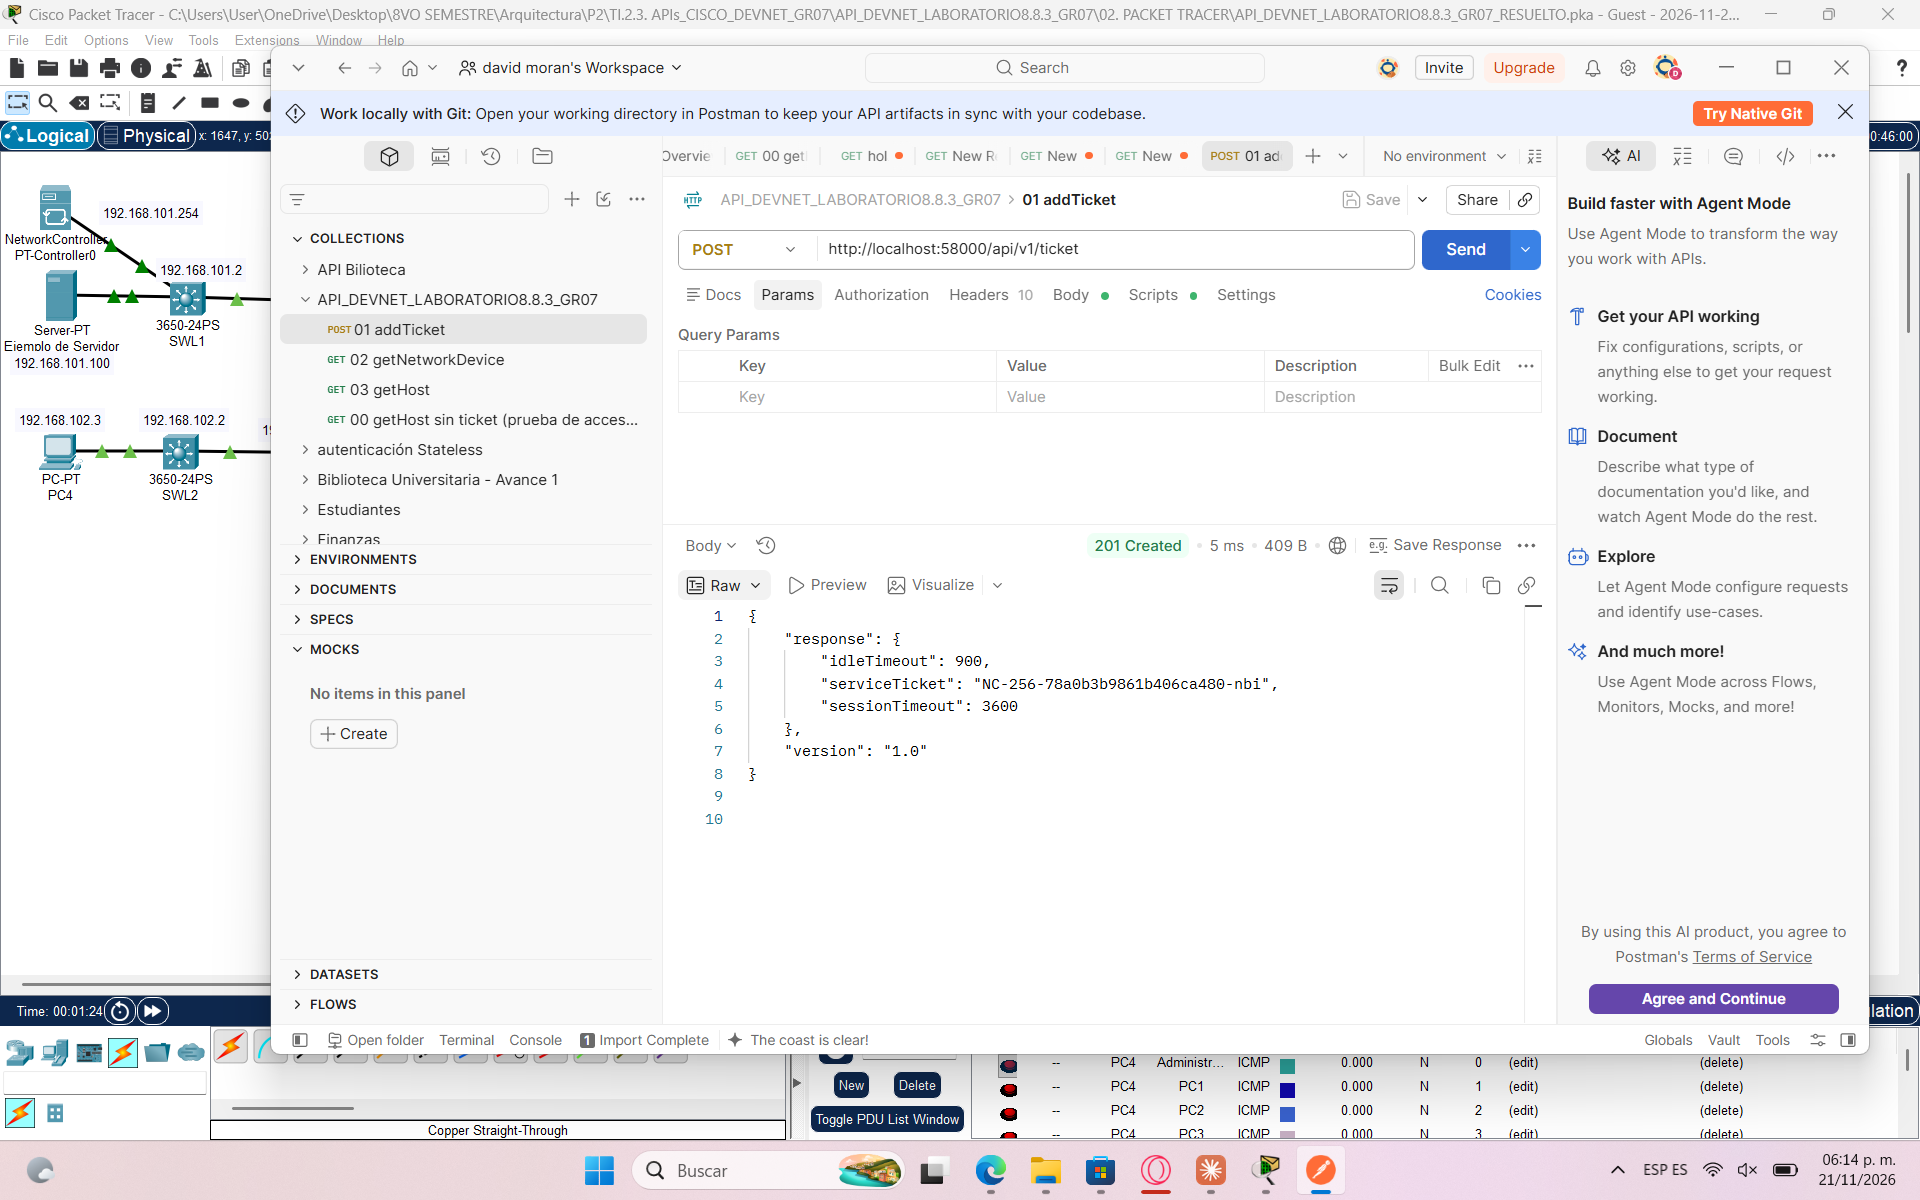 Cisco Packet Tracer - C:\Users\User\OneDrive\Desktop\8VO SEMESTRE\Arquitectura\P2\TI.2.3. APIs_CISCO_DEVNET_GR07\API_DEVNET_LABORATORIO8.8.3_GR07\02. PACKET TRACER\API_DEVNET_LABORATORIO8.8.3_GR07_RESUELTO.pka - Guest - 2026-11-2...
File Edit Options View Tools Extensions Window Help
david moran's Workspace
Search
Invite
Upgrade
Work locally with Git: Open your working directory in Postman to keep your API artifacts in sync with your codebase.
Try Native Git
Logical
Physical
x: 1647, y: 502
0:46:00
Overvie
GET 00 get
GET hol
GET New R
GET New
GET New
POST 01 ad
No environment
AI
API_DEVNET_LABORATORIO8.8.3_GR07 > 01 addTicket
Save
Share
POST
http://localhost:58000/api/v1/ticket
Send
Docs
Params
Authorization
Headers 10
Body
Scripts
Settings
Cookies
Query Params
Key Value Description Bulk Edit
Key Value Description
192.168.101.254
NetworkController
PT-Controller0
192.168.101.2
Server-PT
Ejemplo de Servidor
192.168.101.100
3650-24PS
SWL1
192.168.102.3
192.168.102.2
19
PC-PT
PC4
3650-24PS
SWL2
COLLECTIONS
API Bilioteca
API_DEVNET_LABORATORIO8.8.3_GR07
POST 01 addTicket
GET 02 getNetworkDevice
GET 03 getHost
GET 00 getHost sin ticket (prueba de acces...
autenticación Stateless
Biblioteca Universitaria - Avance 1
Estudiantes
Finanzas
ENVIRONMENTS
DOCUMENTS
SPECS
MOCKS
No items in this panel
Create
DATASETS
FLOWS
Body
201 Created
5 ms
409 B
e.g. Save Response
Raw
Preview
Visualize
1 {
2 "response": {
3 "idleTimeout": 900,
4 "serviceTicket": "NC-256-78a0b3b9861b406ca480-nbi",
5 "sessionTimeout": 3600
6 },
7 "version": "1.0"
8 }
9
10
Build faster with Agent Mode
Use Agent Mode to transform the way
you work with APIs.
Get your API working
Fix configurations, scripts, or
anything else to get your request
working.
Document
Describe what type of
documentation you'd like, and
watch Agent Mode do the rest.
Explore
Let Agent Mode configure requests
and identify use-cases.
And much more!
Use Agent Mode across Flows,
Monitors, Mocks, and more!
By using this AI product, you agree to
Postman's Terms of Service
Agree and Continue
Open folder
Terminal
Console
1 Import Complete
The coast is clear!
Globals
Vault
Tools
Time: 00:01:24
lation
New
Delete
Toggle PDU List Window
-- PC4 Administr... ICMP 0.000 N 0 (edit) (delete)
-- PC4 PC1 ICMP 0.000 N 1 (edit) (delete)
-- PC4 PC2 ICMP 0.000 N 2 (edit) (delete)
-- PC4 PC3 ICMP 0.000 N 3 (edit) (delete)
Copper Straight-Through
Buscar
ESP ES
06:14 p. m.
21/11/2026